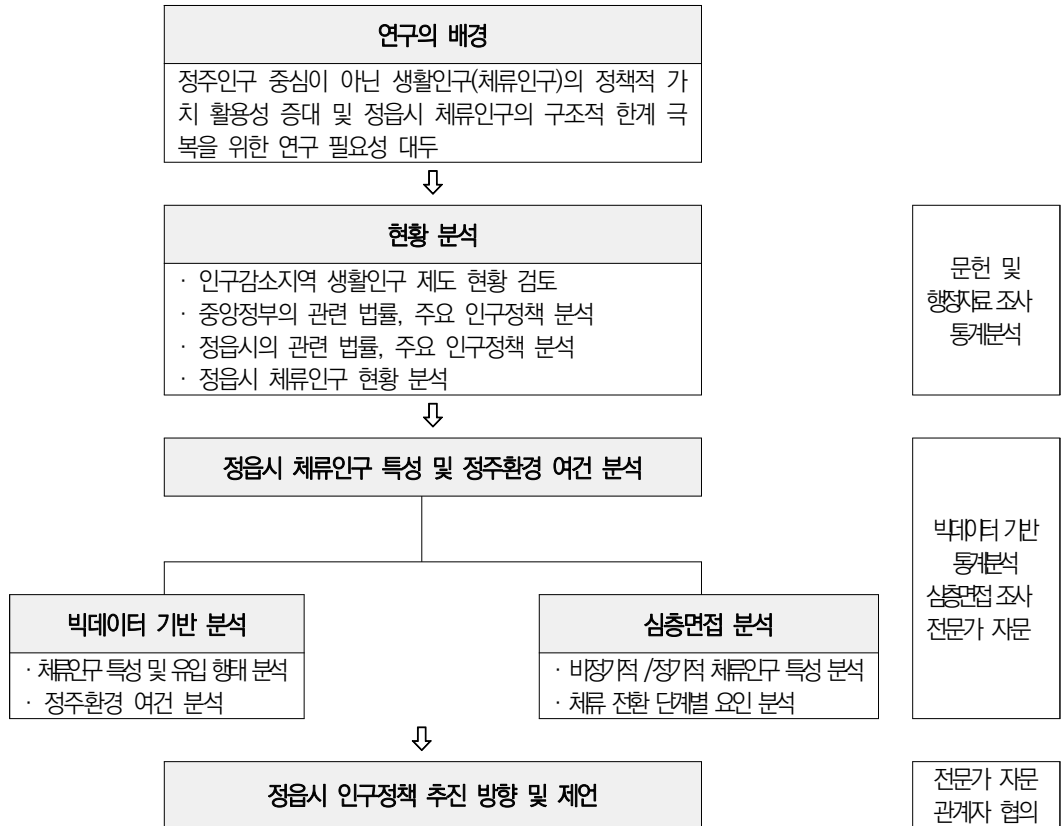 연구의 배경
정주인구 중심이 아닌 생활인구(체류인구)의 정책적 가
치 활용성 증대 및 정읍시 체류인구의 구조적 한계 극
복을 위한 연구 필요성 대두
현황 분석
· 인구감소지역 생활인구 제도 현황 검토
· 중앙정부의 관련 법률, 주요 인구정책 분석
· 정읍시의 관련 법률, 주요 인구정책 분석
· 정읍시 체류인구 현황 분석
문헌 및
행정자료 조사
통계분석
정읍시 체류인구 특성 및 정주환경 여건 분석
빅데이터 기반 분석
· 체류인구 특성 및 유입 행태 분석
· 정주환경 여건 분석
심층면접 분석
· 비정기적 /정기적 체류인구 특성 분석
· 체류 전환 단계별 요인 분석
빅데이터 기반
통계분석
심층면접 조사
전문가 자문
정읍시 인구정책 추진 방향 및 제언
전문가 자문
관계자 협의